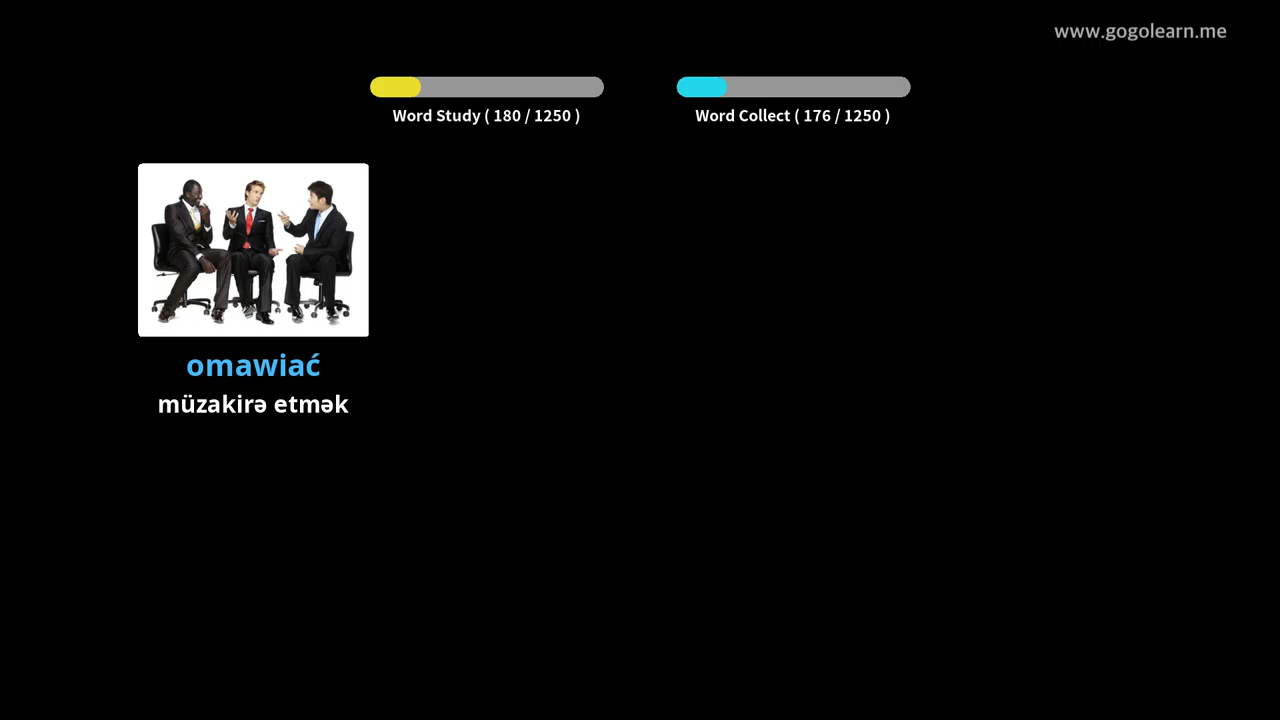 www.gogolearn.me
Word Study ( 180 / 1250 )
Word Collect ( 176 / 1250 )
omawiać
müzakirə etmək